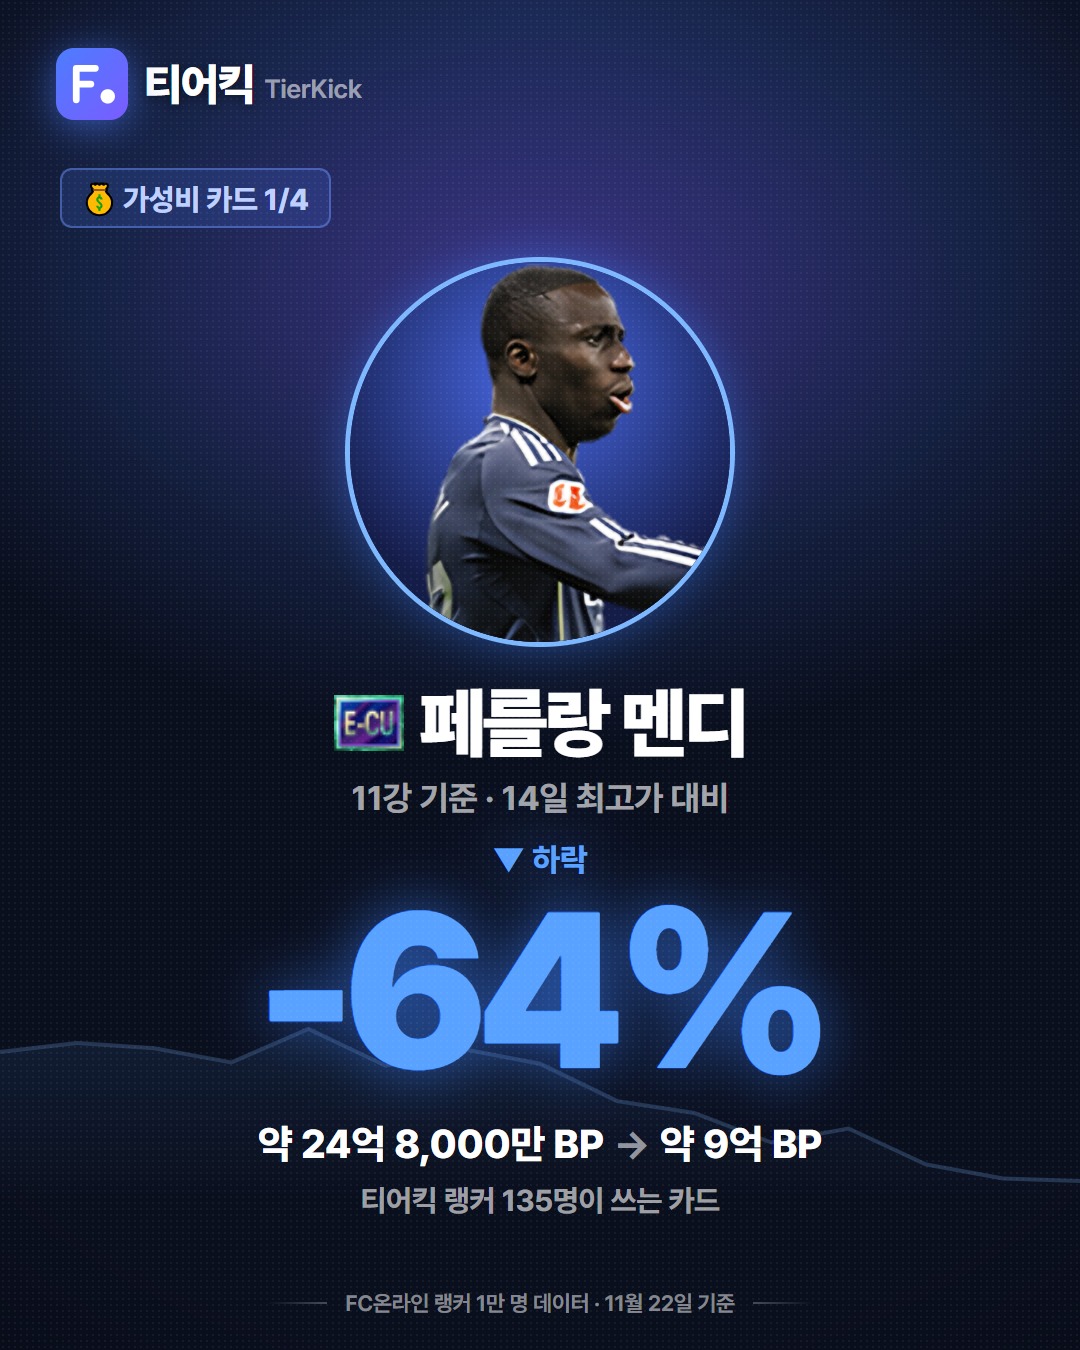 F.
티어킥 TierKick
가성비 카드 1/4
E-CU 페를랑 멘디
11강 기준 · 14일 최고가 대비
▼ 하락
-64%
약 24억 8,000만 BP → 약 9억 BP
티어킥 랭커 135명이 쓰는 카드
FC온라인 랭커 1만 명 데이터 · 11월 22일 기준